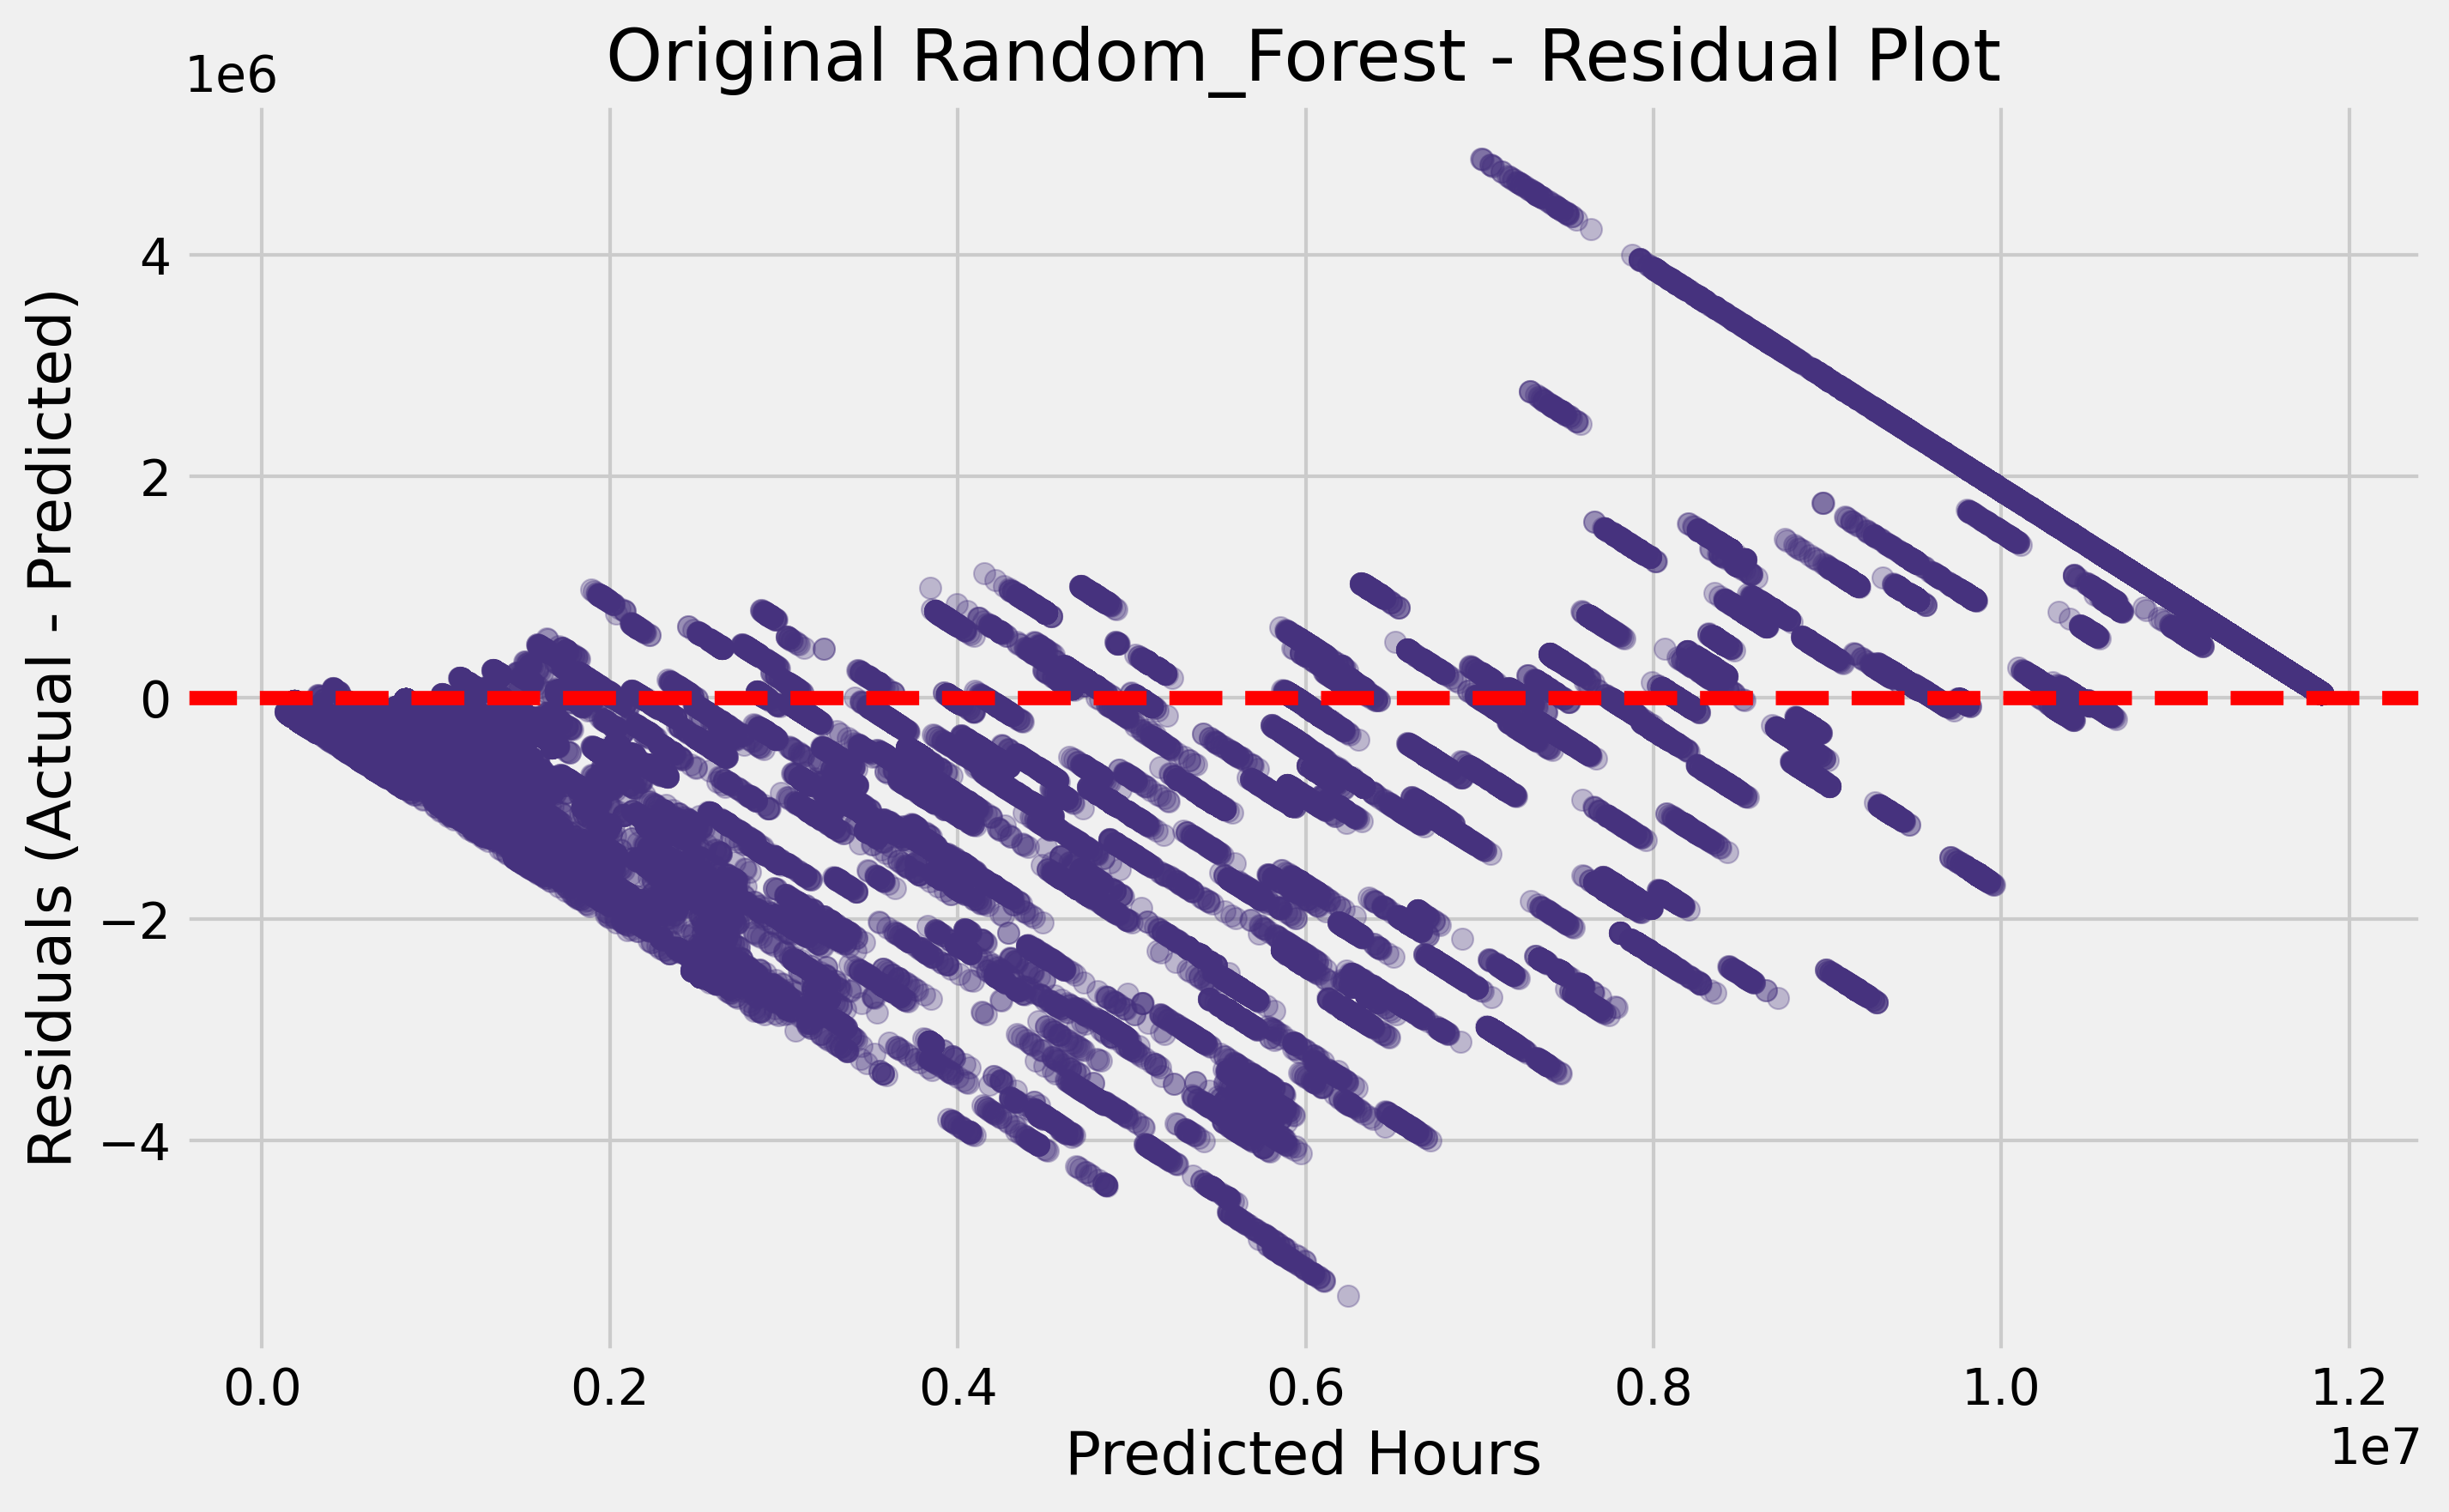 Original Random_Forest - Residual Plot
1e6
Residuals (Actual - Predicted)
4
2
0
−2
−4
0.0 0.2 0.4 0.6 0.8 1.0 1.2
1e7
Predicted Hours